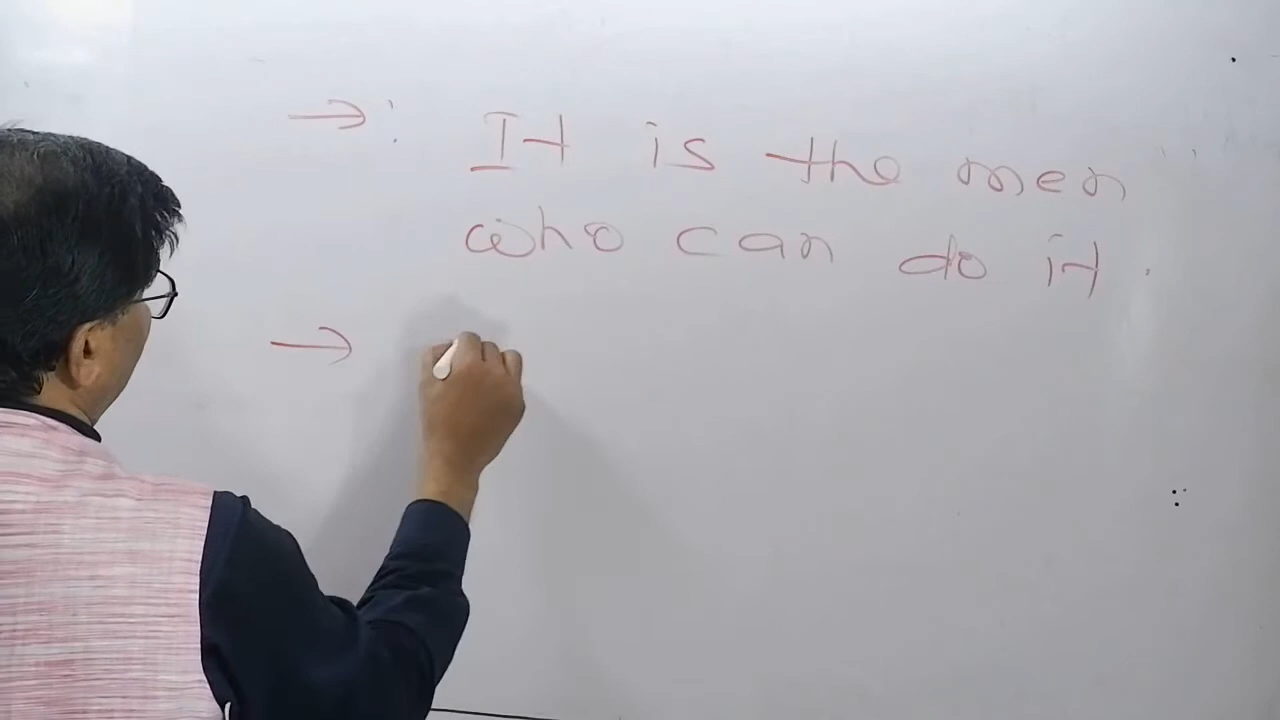 → : It is the men
who can do it.
→